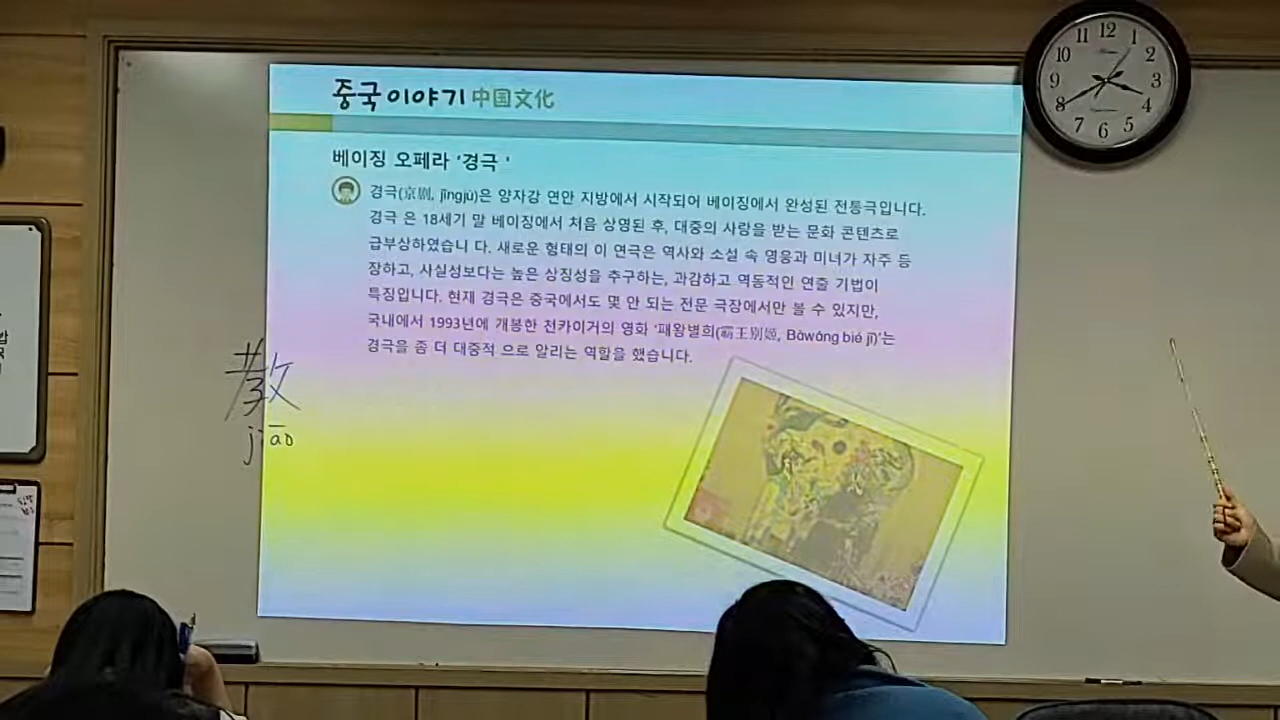 중국이야기 中国文化
베이징 오페라 '경극 '
경극(京剧, jīngjù)은 양자강 연안 지방에서 시작되어 베이징에서 완성된 전통극입니다.
경극 은 18세기 말 베이징에서 처음 상영된 후, 대중의 사랑을 받는 문화 콘텐츠로
급부상하였습니 다. 새로운 형태의 이 연극은 역사와 소설 속 영웅과 미녀가 자주 등
장하고, 사실성보다는 높은 상징성을 추구하는, 과감하고 역동적인 연출 기법이
특징입니다. 현재 경극은 중국에서도 몇 안 되는 전문 극장에서만 볼 수 있지만,
국내에서 1993년에 개봉한 천카이거의 영화 '패왕별희(霸王别姬, Bàwáng bié jī)'는
경극을 좀 더 대중적 으로 알리는 역할을 했습니다.
教
jiāo
12
1
2
3
4
5
6
7
8
9
10
11